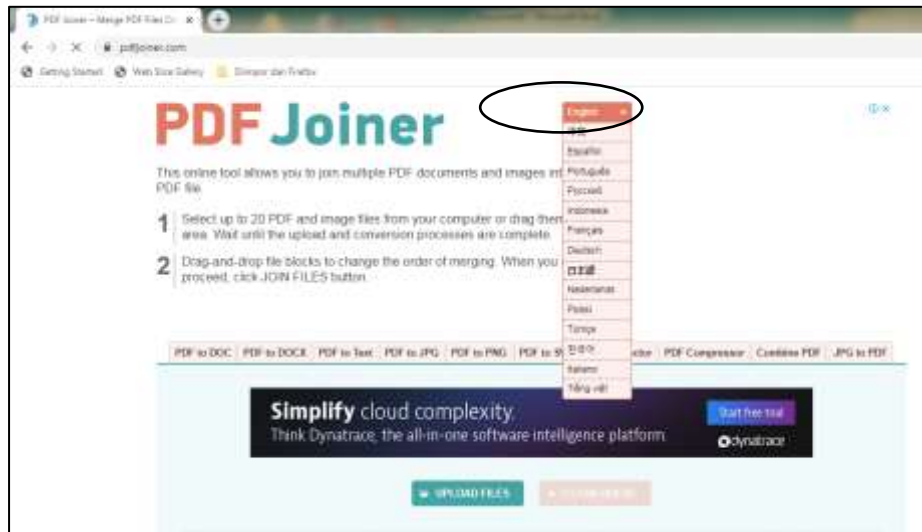 PDF Joiner – Merge PDF Files
pdfjoiner.com
Getting Started
PDF Joiner
This online tool allows you to join multiple PDF documents and images
PDF file.
1 Select up to 20 PDF and image files from your computer or drag them
area. Wait until the upload and conversion processes are complete.
2 Drag-and-drop file blocks to change the order of merging. When you
proceed, click JOIN FILES button.
English
中文
Español
Português
Русский
Indonesia
Français
Deutsch
日本語
Nederlands
Polski
Türkçe
한국어
Italiano
Tiếng việt
PDF to DOC PDF to DOCX PDF to Text PDF to JPG PDF to PNG PDF to PDF Compressor Combine PDF JPG to PDF
Simplify cloud complexity.
Think Dynatrace, the all-in-one software intelligence platform.
Start free trial
dynatrace
UPLOAD FILES